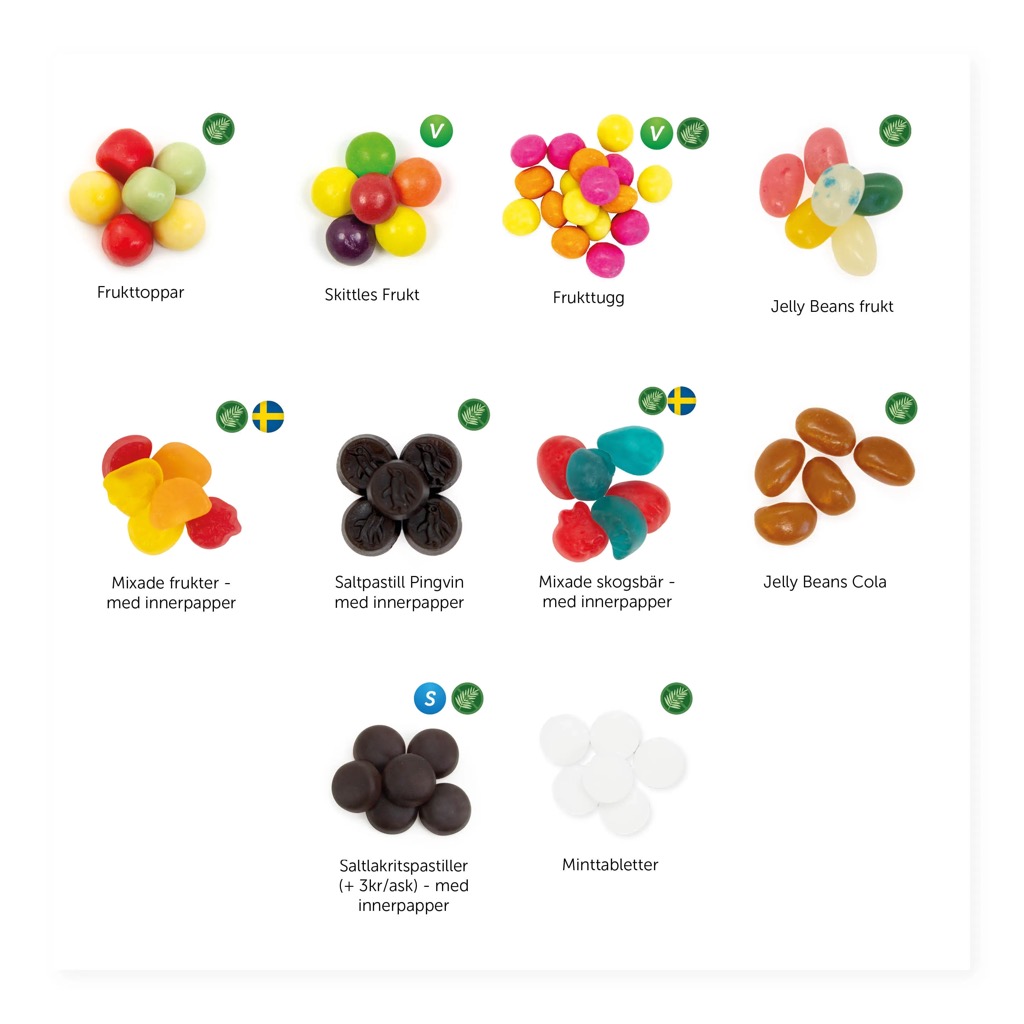 V
V
Frukttoppar
Skittles Frukt
Frukttugg
Jelly Beans frukt
Mixade frukter -
med innerpapper
Saltpastill Pingvin
med innerpapper
Mixade skogsbär -
med innerpapper
Jelly Beans Cola
S
Saltlakritspastiller
(+ 3kr/ask) - med
innerpapper
Minttabletter